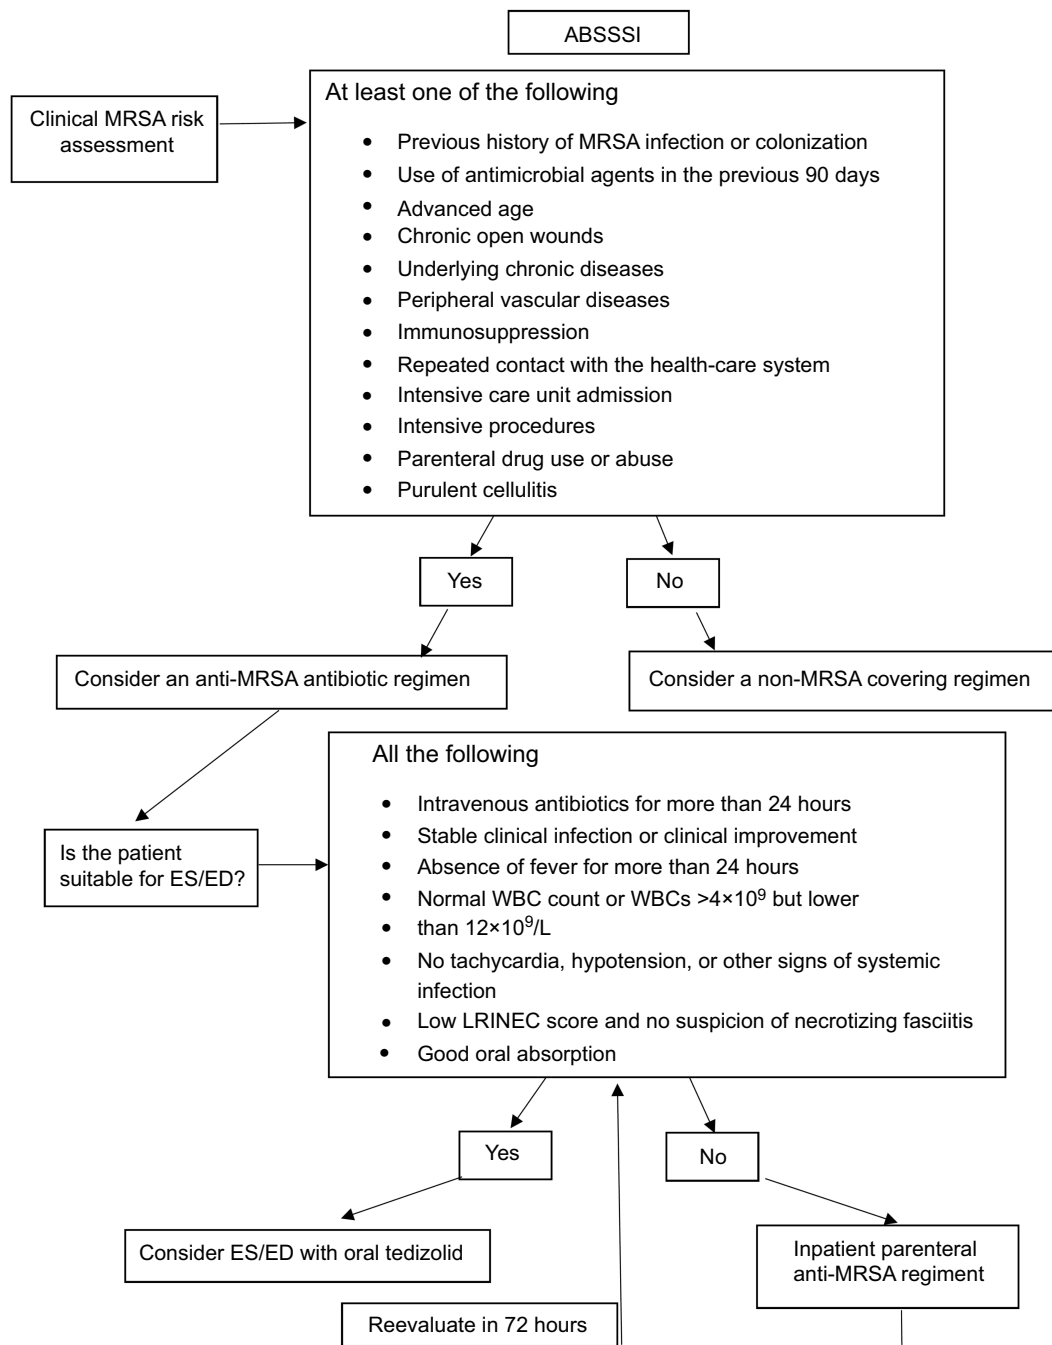 ABSSSI
Clinical MRSA risk
assessment
At least one of the following
• Previous history of MRSA infection or colonization
• Use of antimicrobial agents in the previous 90 days
• Advanced age
• Chronic open wounds
• Underlying chronic diseases
• Peripheral vascular diseases
• Immunosuppression
• Repeated contact with the health-care system
• Intensive care unit admission
• Intensive procedures
• Parenteral drug use or abuse
• Purulent cellulitis
Yes
No
Consider an anti-MRSA antibiotic regimen
Consider a non-MRSA covering regimen
Is the patient
suitable for ES/ED?
All the following
• Intravenous antibiotics for more than 24 hours
• Stable clinical infection or clinical improvement
• Absence of fever for more than 24 hours
• Normal WBC count or WBCs >4×10⁹ but lower
• than 12×10⁹/L
• No tachycardia, hypotension, or other signs of systemic
infection
• Low LRINEC score and no suspicion of necrotizing fasciitis
• Good oral absorption
Yes
No
Consider ES/ED with oral tedizolid
Inpatient parenteral
anti-MRSA regiment
Reevaluate in 72 hours